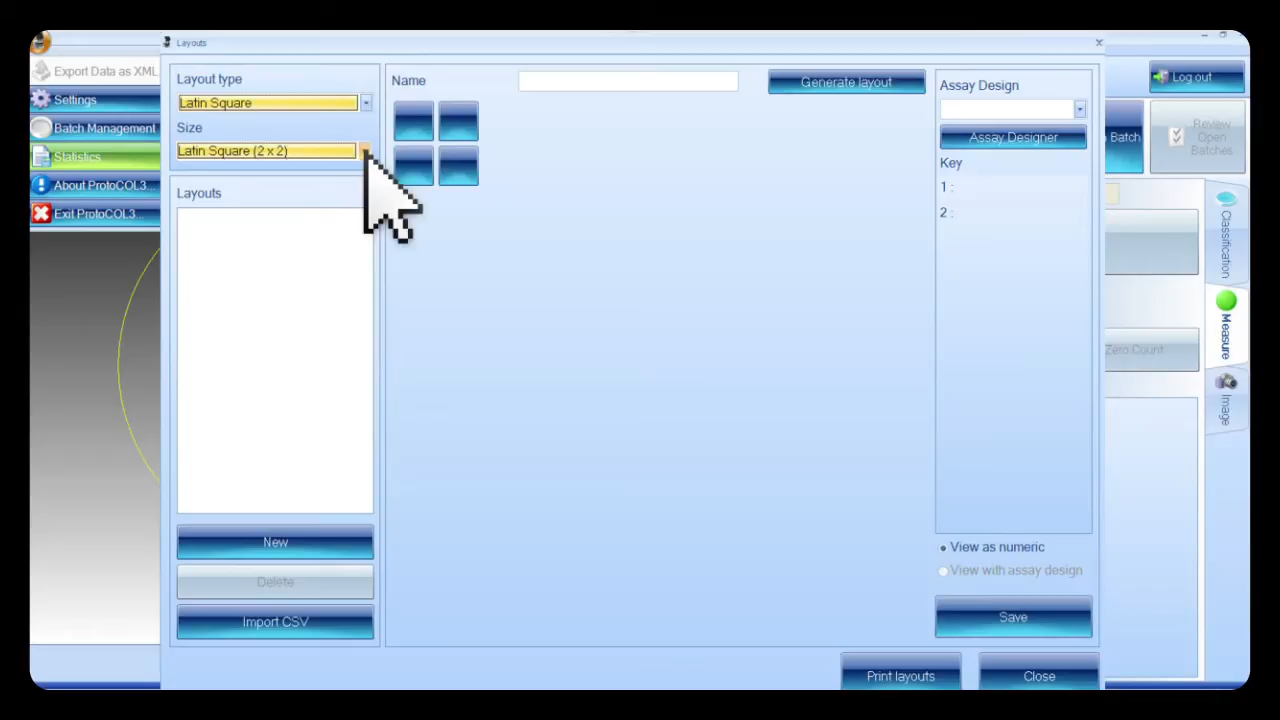 Layouts
Export Data as XML
Settings
Batch Management
Statistics
About ProtoCOL3...
Exit ProtoCOL3...
Layout type
Latin Square
Size
Latin Square (2 x 2)
Layouts
New
Delete
Import CSV
Name
Generate layout
Assay Design
Assay Designer
Key
1 :
2 :
View as numeric
View with assay design
Save
Print layouts
Close
Log out
Batch
Review
Open
Batches
Zero Count
Classification
Measure
Image